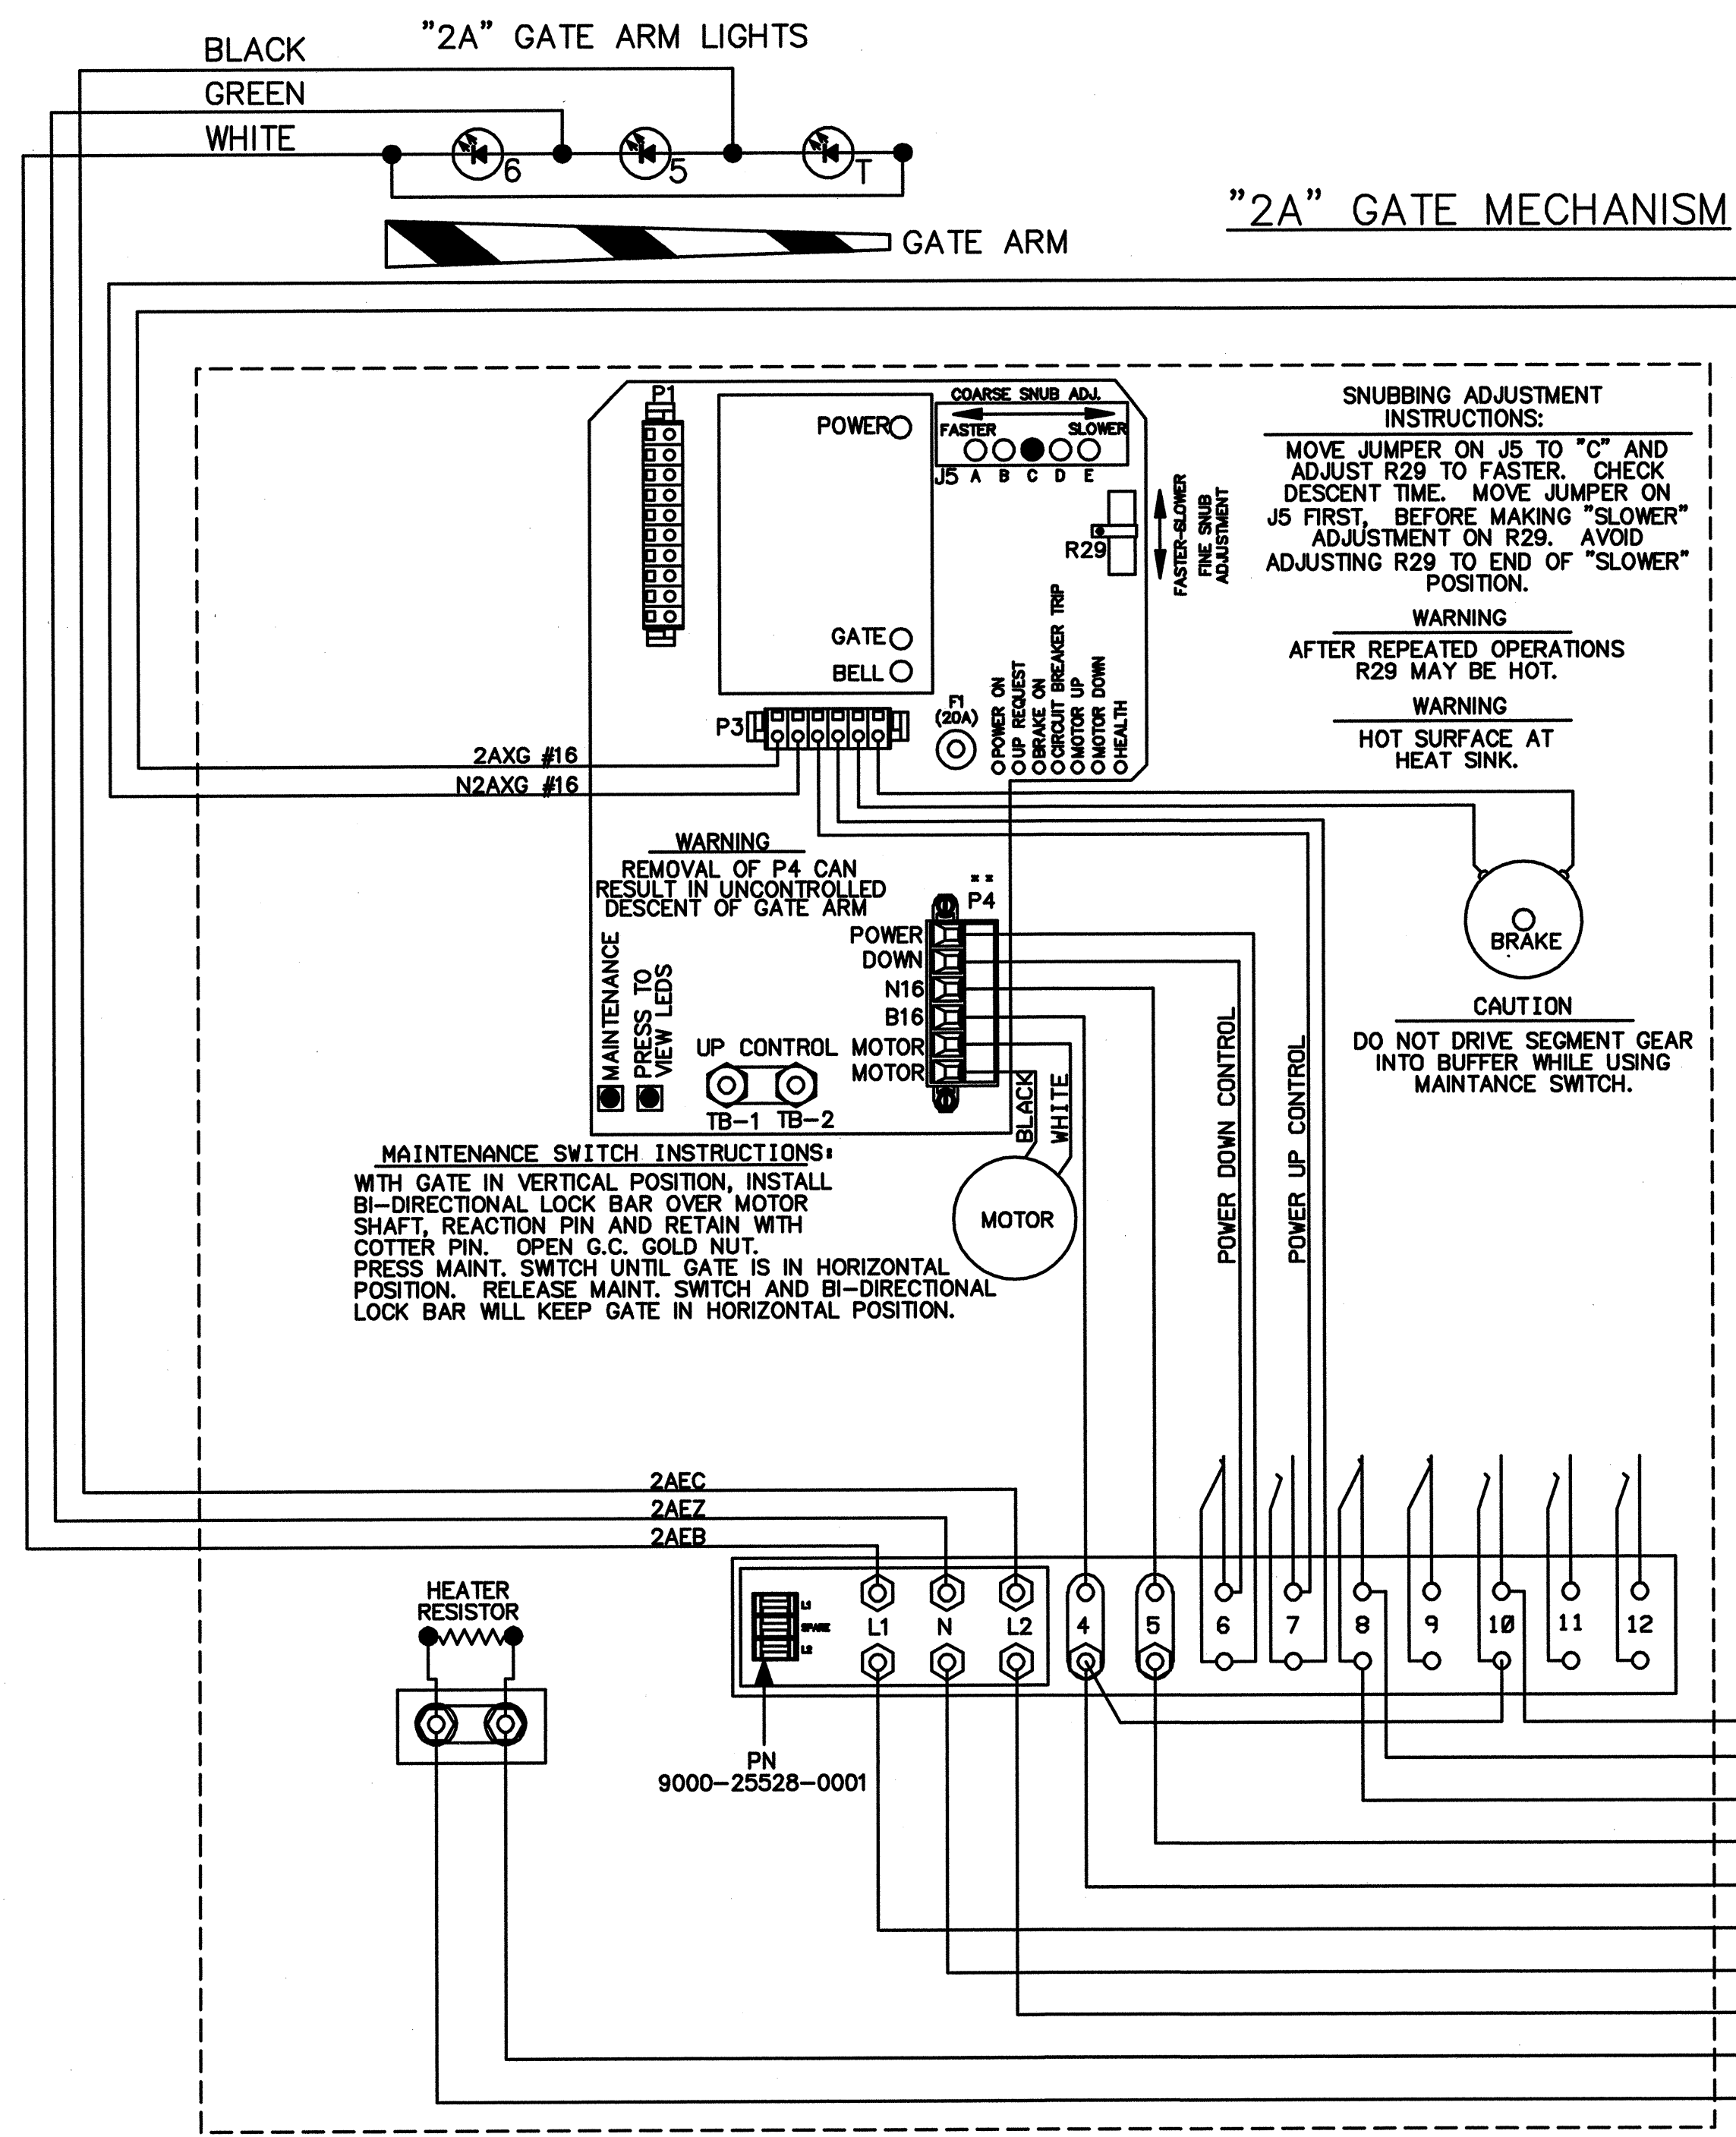 "2A" GATE ARM LIGHTS
BLACK
GREEN
WHITE
6
5
T
GATE ARM
"2A" GATE MECHANISM
P1
POWER
GATE
BELL
COARSE SNUB ADJ.
FASTER
SLOWER
J5 A B C D E
R29
FASTER-SLOWER
FINE SNUB
ADJUSTMENT
SNUBBING ADJUSTMENT
INSTRUCTIONS:
MOVE JUMPER ON J5 TO "C" AND
ADJUST R29 TO FASTER. CHECK
DESCENT TIME. MOVE JUMPER ON
J5 FIRST, BEFORE MAKING "SLOWER"
ADJUSTMENT ON R29. AVOID
ADJUSTING R29 TO END OF "SLOWER"
POSITION.
WARNING
AFTER REPEATED OPERATIONS
R29 MAY BE HOT.
WARNING
HOT SURFACE AT
HEAT SINK.
P3
F1
(20A)
POWER ON
UP REQUEST
BRAKE ON
CIRCUIT BREAKER TRIP
MOTOR UP
MOTOR DOWN
HEALTH
2AXG #16
N2AXG #16
WARNING
REMOVAL OF P4 CAN
RESULT IN UNCONTROLLED
DESCENT OF GATE ARM
* *
P4
POWER
DOWN
N16
B16
MOTOR
MOTOR
MAINTENANCE
PRESS TO
VIEW LEDS
UP CONTROL
TB-1 TB-2
BLACK
WHITE
MOTOR
POWER DOWN CONTROL
POWER UP CONTROL
BRAKE
CAUTION
DO NOT DRIVE SEGMENT GEAR
INTO BUFFER WHILE USING
MAINTANCE SWITCH.
MAINTENANCE SWITCH INSTRUCTIONS:
WITH GATE IN VERTICAL POSITION, INSTALL
BI-DIRECTIONAL LOCK BAR OVER MOTOR
SHAFT, REACTION PIN AND RETAIN WITH
COTTER PIN. OPEN G.C. GOLD NUT.
PRESS MAINT. SWITCH UNTIL GATE IS IN HORIZONTAL
POSITION. RELEASE MAINT. SWITCH AND BI-DIRECTIONAL
LOCK BAR WILL KEEP GATE IN HORIZONTAL POSITION.
2AEC
2AEZ
2AEB
HEATER
RESISTOR
L1
SPARE
L2
L1 N L2 4 5 6 7 8 9 10 11 12
PN
9000-25528-0001